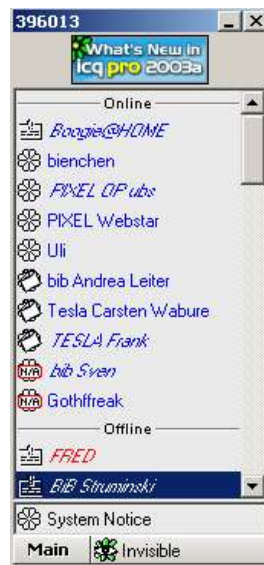 396013
What's New in
icq pro 2003a
Online
Boogie@HOME
bienchen
PIXEL OP ubs
PIXEL Webstar
Uli
bib Andrea Leiter
Tesla Carsten Wabure
TESLA Frank
N/A bib Sven
N/A Gothffreak
Offline
FRED
BiB Struminski
System Notice
Main Invisible